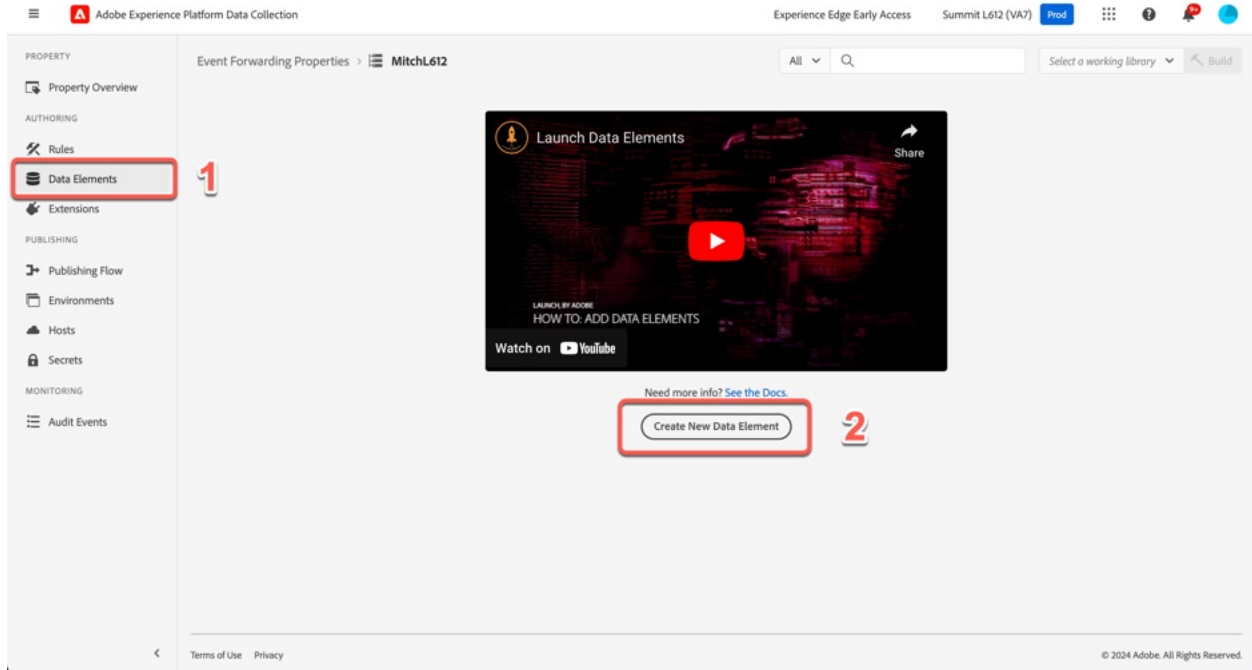 Adobe Experience Platform Data Collection
Experience Edge Early Access
Summit L612 (VA7)
Prod
9+
PROPERTY
Property Overview
AUTHORING
Rules
Data Elements
1
Extensions
PUBLISHING
Publishing Flow
Environments
Hosts
Secrets
MONITORING
Audit Events
Event Forwarding Properties > MitchL612
All
Select a working library
Build
Launch Data Elements
Share
LAUNCH, BY ADOBE
HOW TO: ADD DATA ELEMENTS
Watch on YouTube
Need more info? See the Docs.
Create New Data Element
2
Terms of Use Privacy
© 2024 Adobe. All Rights Reserved.